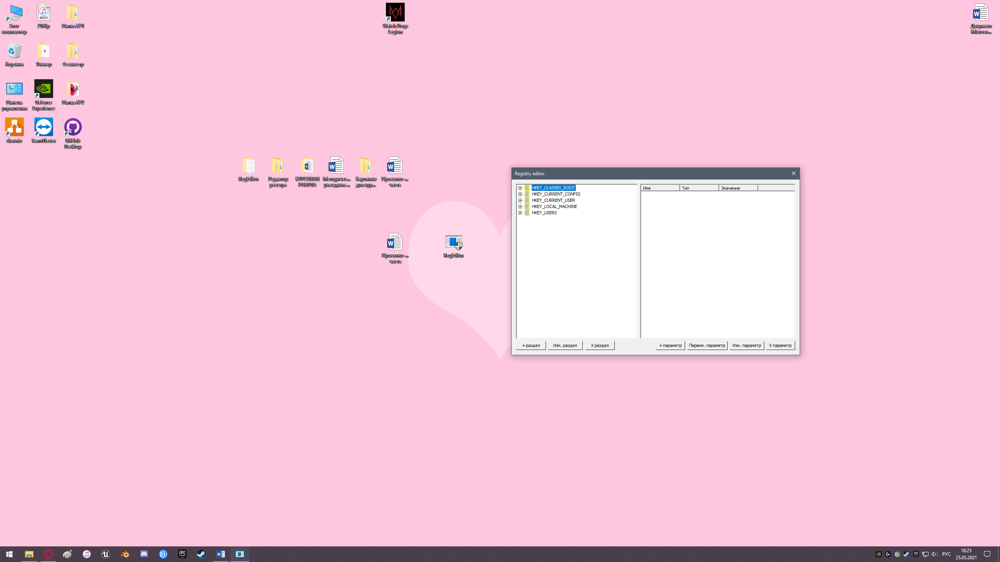 Этот
компьютер
2160p
MOV
Папка №1
Watch Dogs
Legion
Документ
Microso...
Корзина
Универ
4 семестр
Панель
управления
GeForce
Experience
Папка №2
draw.io
TeamViewer
GitHub
Desktop
RegEditor
Редактор
реестра
КУРСОВАЯ
РАБОТА
Методичес...
указадния ...
Картинки
для кур...
Проектно-...
часть
Проектно-...
часть
RegEditor
Registry editor
HKEY_CLASSES_ROOT
HKEY_CURRENT_CONFIG
HKEY_CURRENT_USER
HKEY_LOCAL_MACHINE
HKEY_USERS
Имя
Тип
Значение
+ раздел
Изм. раздел
X раздел
+ параметр
Переим. параметр
Изм. параметр
X параметр
EPIC
GAMES
РУС
18:25
25.05.2021